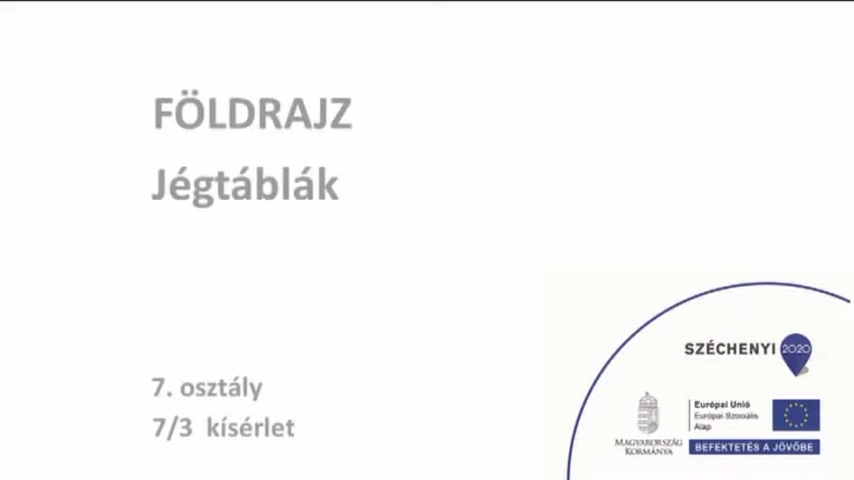 FÖLDRAJZ
Jégtáblák
7. osztály
7/3 kísérlet
SZÉCHENYI 2020
MAGYARORSZÁG
KORMÁNYA
Európai Unió
Európai Szociális
Alap
BEFEKTETÉS A JÖVŐBE